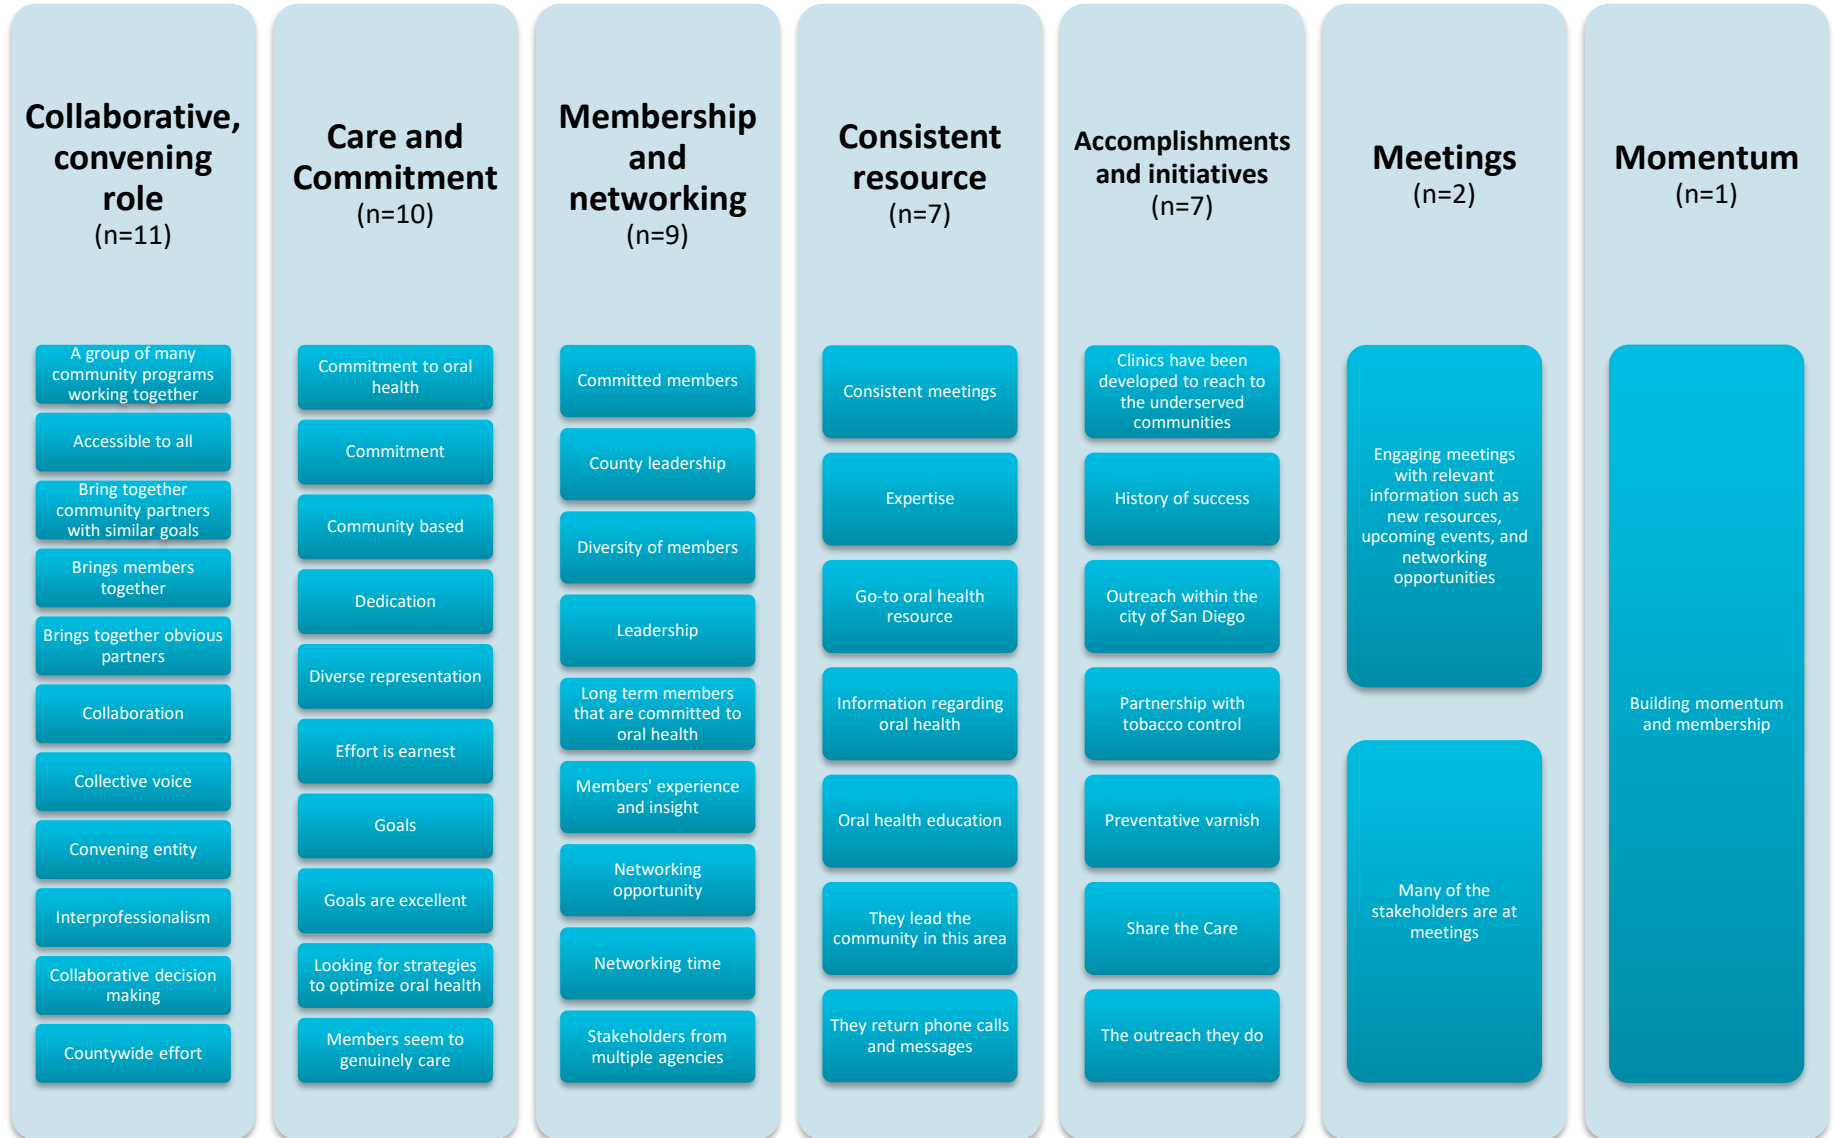 Collaborative,
convening
role
(n=11)
A group of many
community programs
working together
Accessible to all
Bring together
community partners
with similar goals
Brings members
together
Brings together obvious
partners
Collaboration
Collective voice
Convening entity
Interprofessionalism
Collaborative decision
making
Countywide effort
Care and
Commitment
(n=10)
Commitment to oral
health
Commitment
Community based
Dedication
Diverse representation
Effort is earnest
Goals
Goals are excellent
Looking for strategies
to optimize oral health
Members seem to
genuinely care
Membership
and
networking
(n=9)
Committed members
County leadership
Diversity of members
Leadership
Long term members
that are committed to
oral health
Members' experience
and insight
Networking
opportunity
Networking time
Stakeholders from
multiple agencies
Consistent
resource
(n=7)
Consistent meetings
Expertise
Go-to oral health
resource
Information regarding
oral health
Oral health education
They lead the
community in this area
They return phone calls
and messages
Accomplishments
and initiatives
(n=7)
Clinics have been
developed to reach to
the underserved
communities
History of success
Outreach within the
city of San Diego
Partnership with
tobacco control
Preventative varnish
Share the Care
The outreach they do
Meetings
(n=2)
Engaging meetings
with relevant
information such as
new resources,
upcoming events, and
networking
opportunities
Many of the
stakeholders are at
meetings
Momentum
(n=1)
Building momentum
and membership